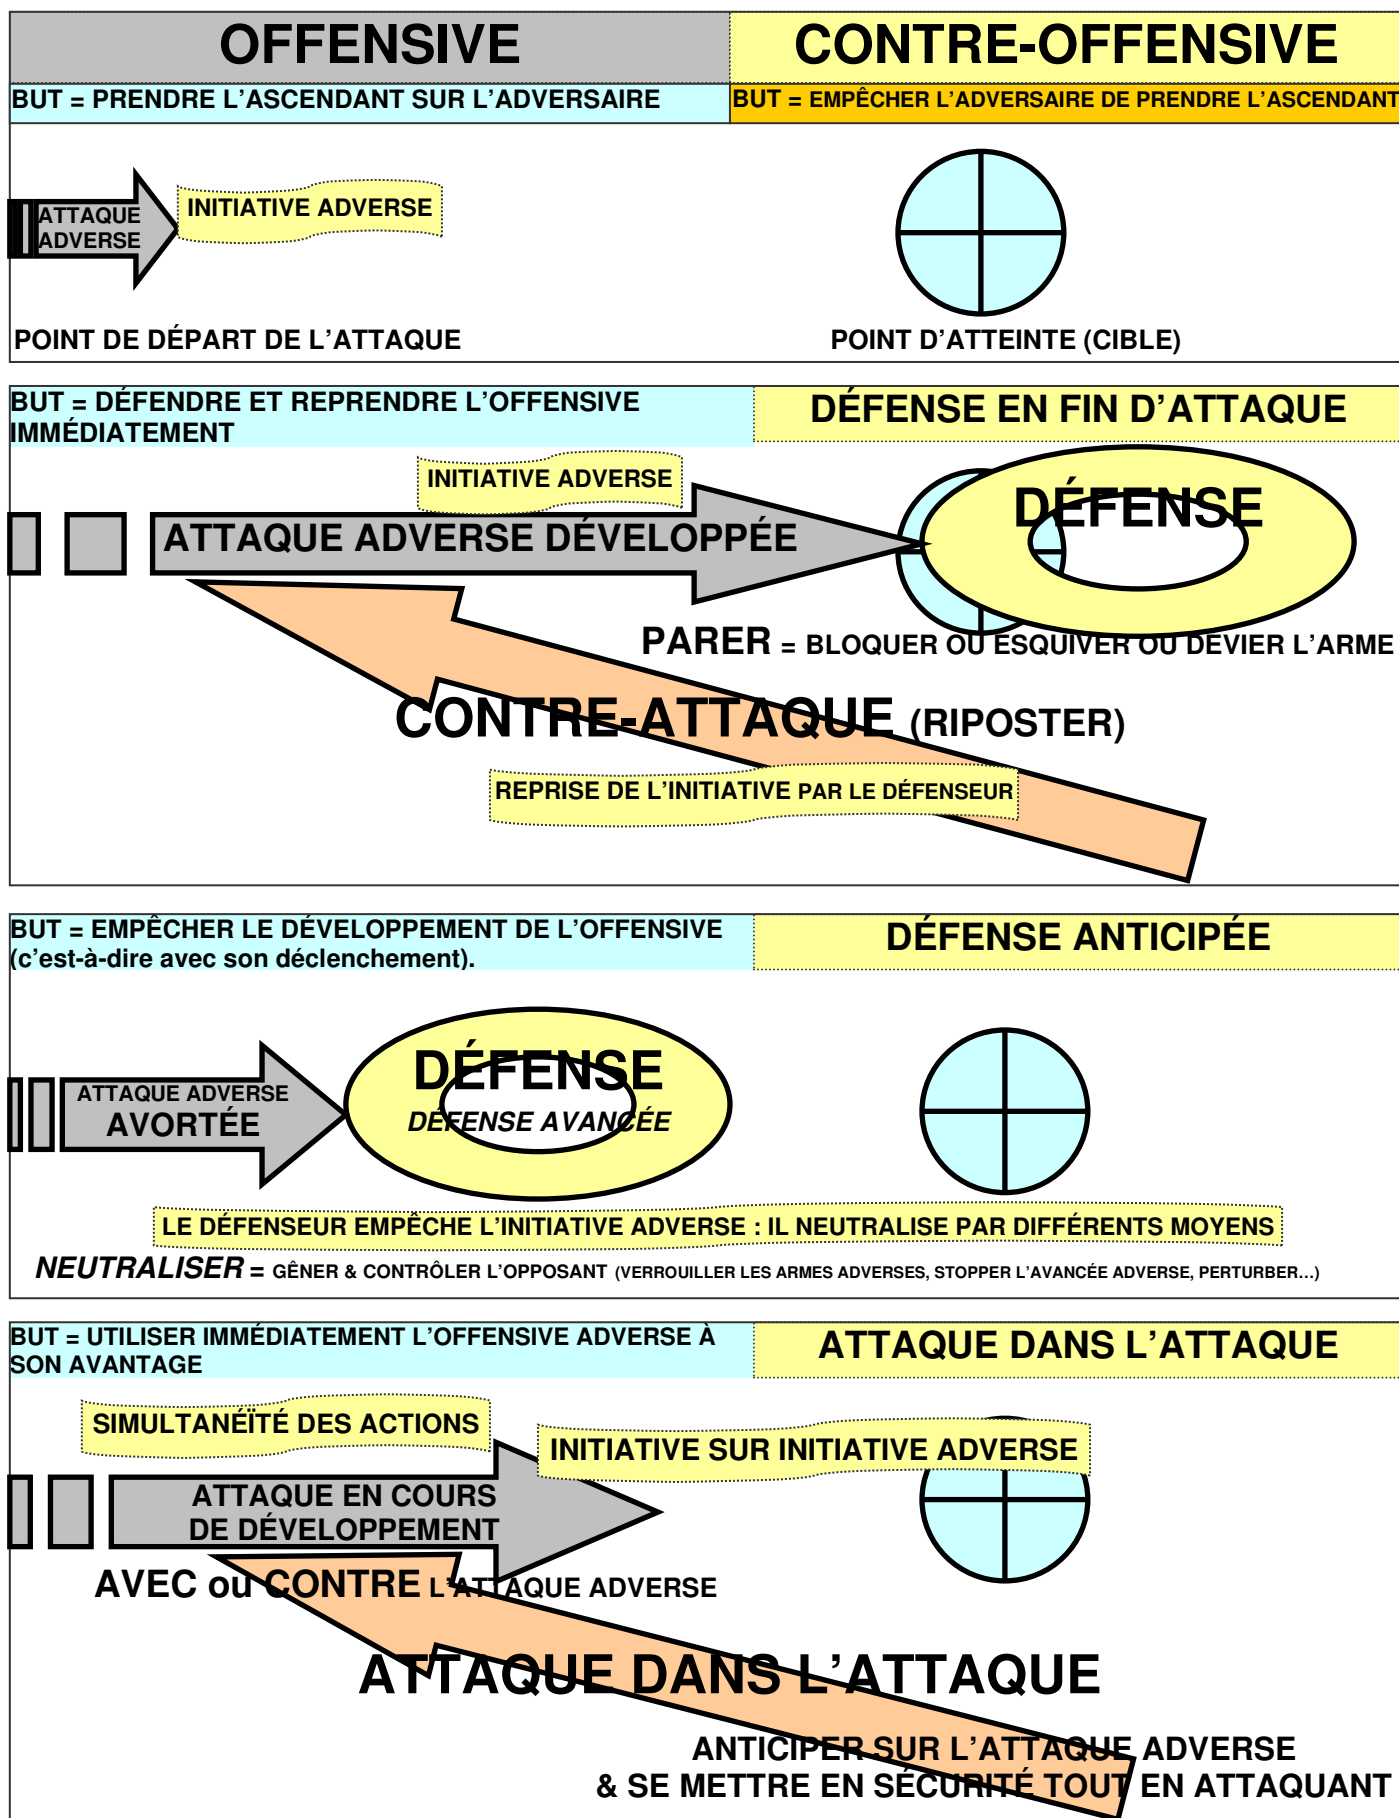 OFFENSIVE
CONTRE-OFFENSIVE
BUT = PRENDRE L’ASCENDANT SUR L’ADVERSAIRE
BUT = EMPÊCHER L’ADVERSAIRE DE PRENDRE L’ASCENDANT
ATTAQUE
ADVERSE
INITIATIVE ADVERSE
POINT DE DÉPART DE L’ATTAQUE
POINT D’ATTEINTE (CIBLE)
BUT = DÉFENDRE ET REPRENDRE L’OFFENSIVE
IMMÉDIATEMENT
DÉFENSE EN FIN D’ATTAQUE
INITIATIVE ADVERSE
DÉFENSE
ATTAQUE ADVERSE DÉVELOPPÉE
PARER = BLOQUER OU ESQUIVER OU DÉVIER L’ARME
CONTRE-ATTAQUE (RIPOSTER)
REPRISE DE L’INITIATIVE PAR LE DÉFENSEUR
BUT = EMPÊCHER LE DÉVELOPPEMENT DE L’OFFENSIVE
(c’est-à-dire avec son déclenchement).
DÉFENSE ANTICIPÉE
DÉFENSE
DÉFENSE AVANCÉE
ATTAQUE ADVERSE
AVORTÉE
LE DÉFENSEUR EMPÊCHE L’INITIATIVE ADVERSE : IL NEUTRALISE PAR DIFFÉRENTS MOYENS
NEUTRALISER = GÊNER & CONTRÔLER L’OPPOSANT (VERROUILLER LES ARMES ADVERSES, STOPPER L’AVANCÉE ADVERSE, PERTURBER…)
BUT = UTILISER IMMÉDIATEMENT L’OFFENSIVE ADVERSE À
SON AVANTAGE
ATTAQUE DANS L’ATTAQUE
SIMULTANÉÏTÉ DES ACTIONS
INITIATIVE SUR INITIATIVE ADVERSE
ATTAQUE EN COURS
DE DÉVELOPPEMENT
AVEC ou CONTRE L’ATTAQUE ADVERSE
ATTAQUE DANS L’ATTAQUE
ANTICIPER SUR L’ATTAQUE ADVERSE
& SE METTRE EN SÉCURITÉ TOUT EN ATTAQUANT